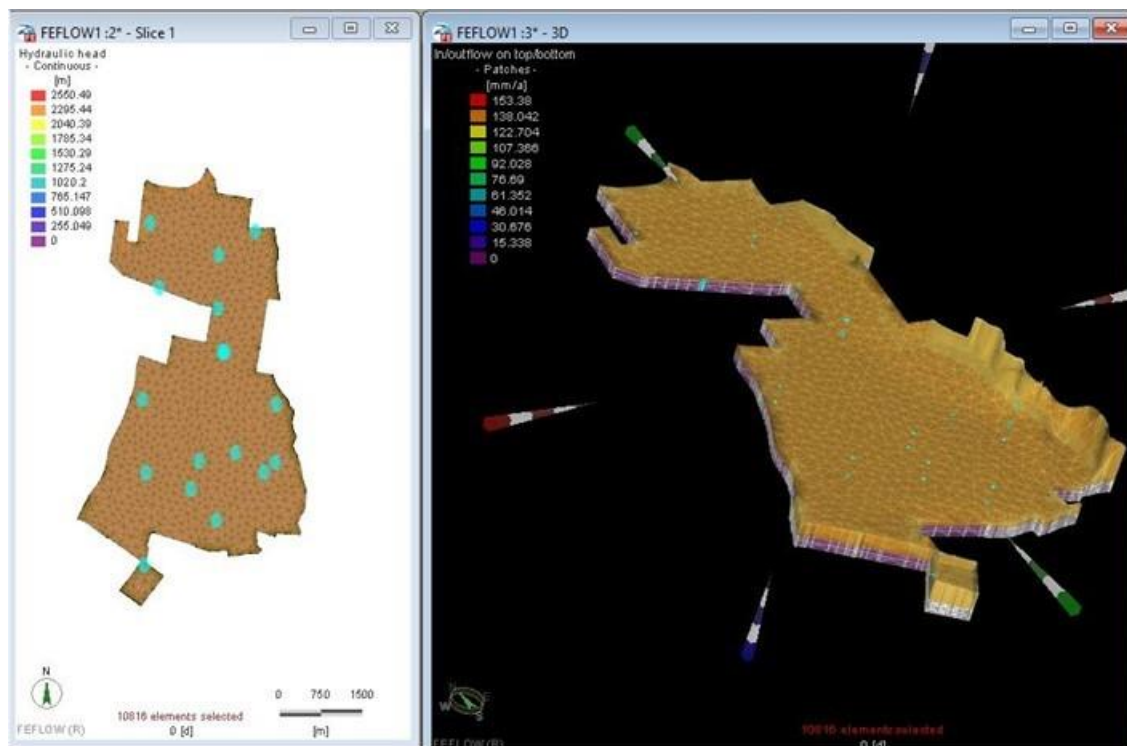 FEFLOW1 :2* - Slice 1
Hydraulic head
- Continuous -
[m]
2550.49
2295.44
2040.39
1785.34
1530.29
1275.24
1020.2
765.147
510.098
255.049
0
N
0 750 1500
10816 elements selected
FEFLOW (R)
0 [d]
[m]
FEFLOW1 :3* - 3D
In/outflow on top/bottom
- Patches -
[mm/a]
153.38
138.042
122.704
107.366
92.028
76.69
61.352
46.014
30.676
15.338
0
W
S
10816 elements selected
FEFLOW (R)
0 [d]